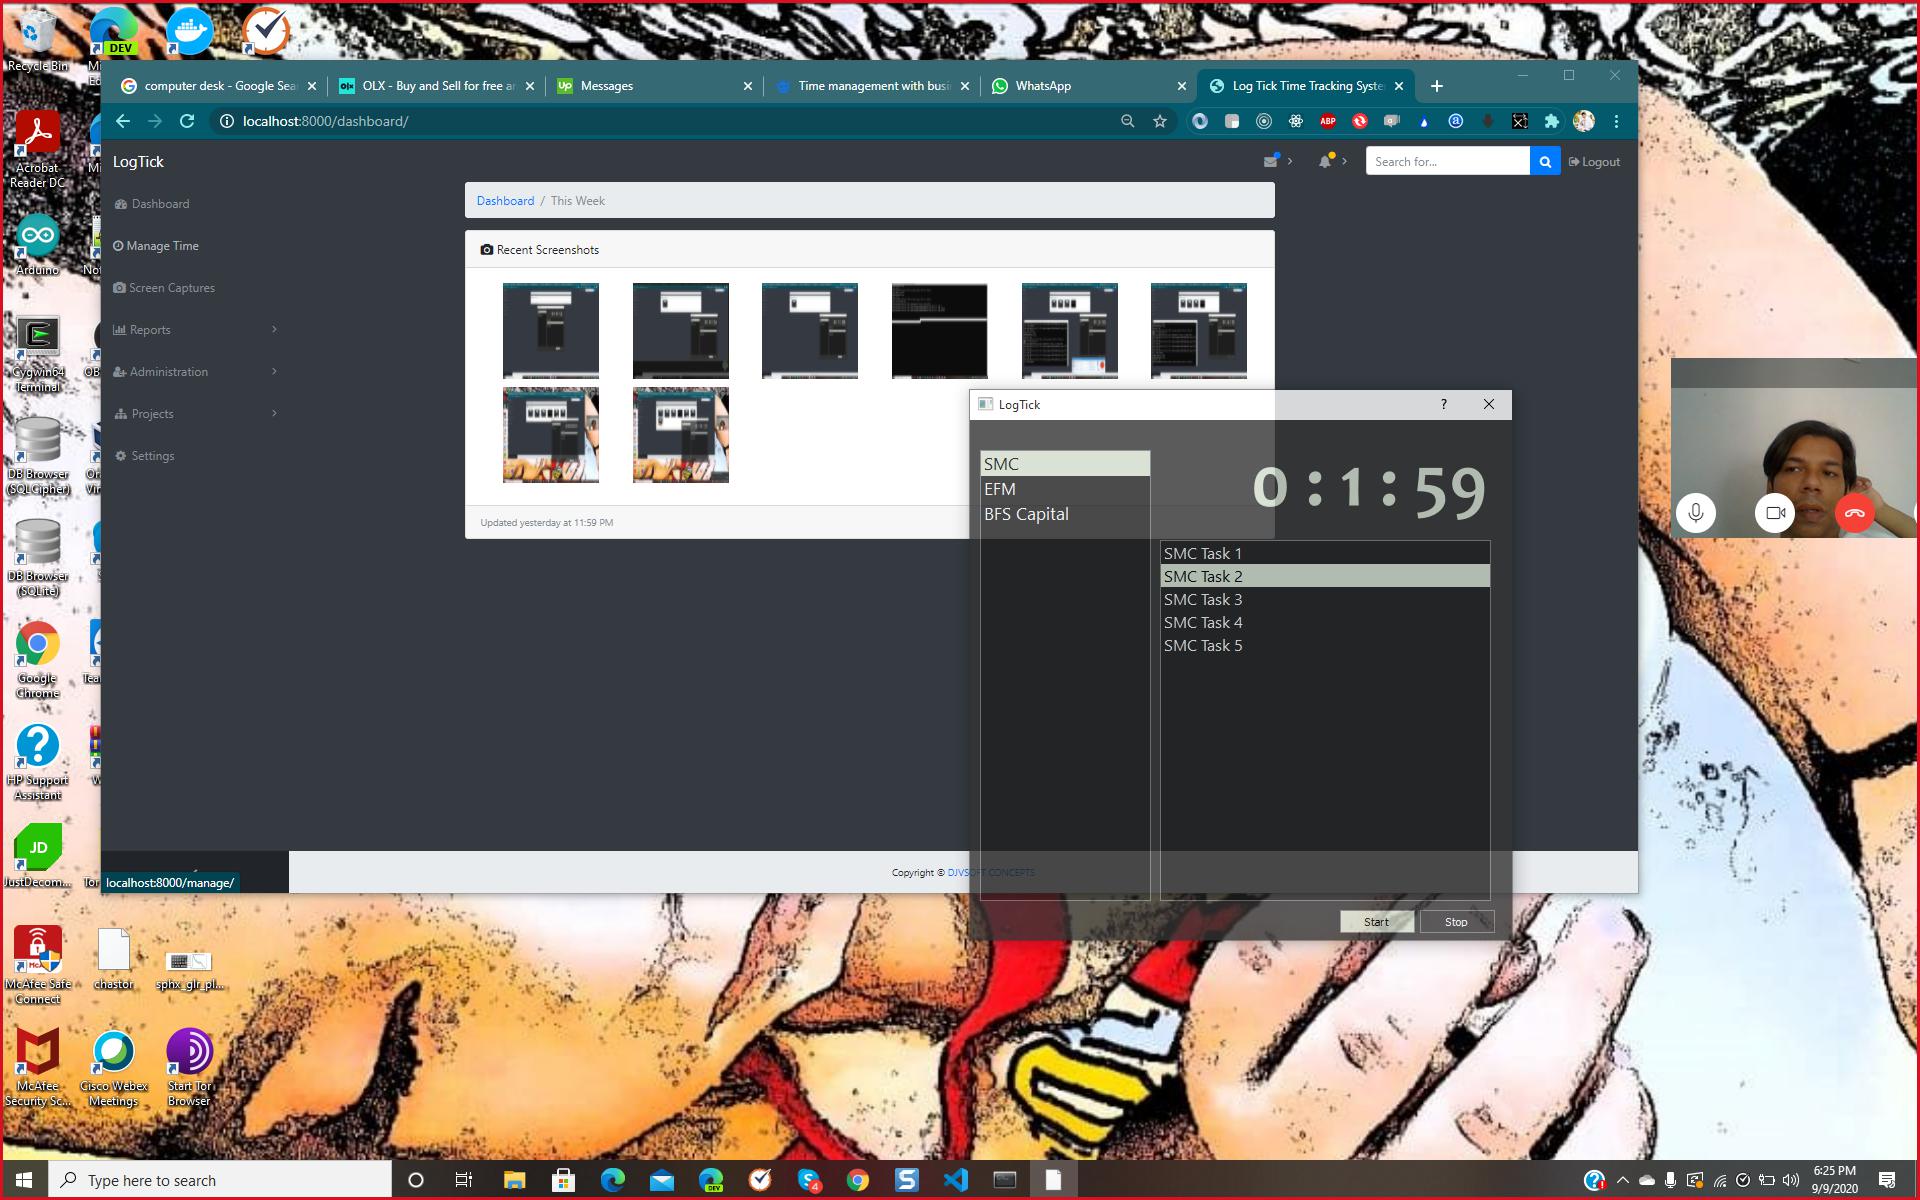 Recycle Bin
DEV
computer desk - Google Sea
OLX - Buy and Sell for free a
Up Messages
Time management with busi
WhatsApp
Log Tick Time Tracking Syste
localhost:8000/dashboard/
ABP
LogTick
Search for...
Logout
Dashboard
Manage Time
Screen Captures
Reports
Administration
Projects
Settings
Dashboard / This Week
Recent Screenshots
Updated yesterday at 11:59 PM
LogTick
?
SMC
EFM
BFS Capital
0:1:59
SMC Task 1
SMC Task 2
SMC Task 3
SMC Task 4
SMC Task 5
Start
Stop
Copyright © DJVSOFT CONCEPTS
localhost:8000/manage/
Acrobat
Reader DC
Arduino
Cygwin64
Terminal
DB Browser
(SQLCipher)
DB Browser
(SQLite)
Google
Chrome
HP Support
Assistant
JD
JustDecom...
McAfee Safe
Connect
chastor
sphx_glr_pl...
McAfee
Security Sc...
Cisco Webex
Meetings
Start Tor
Browser
Type here to search
DEV
4
6:25 PM
9/9/2020